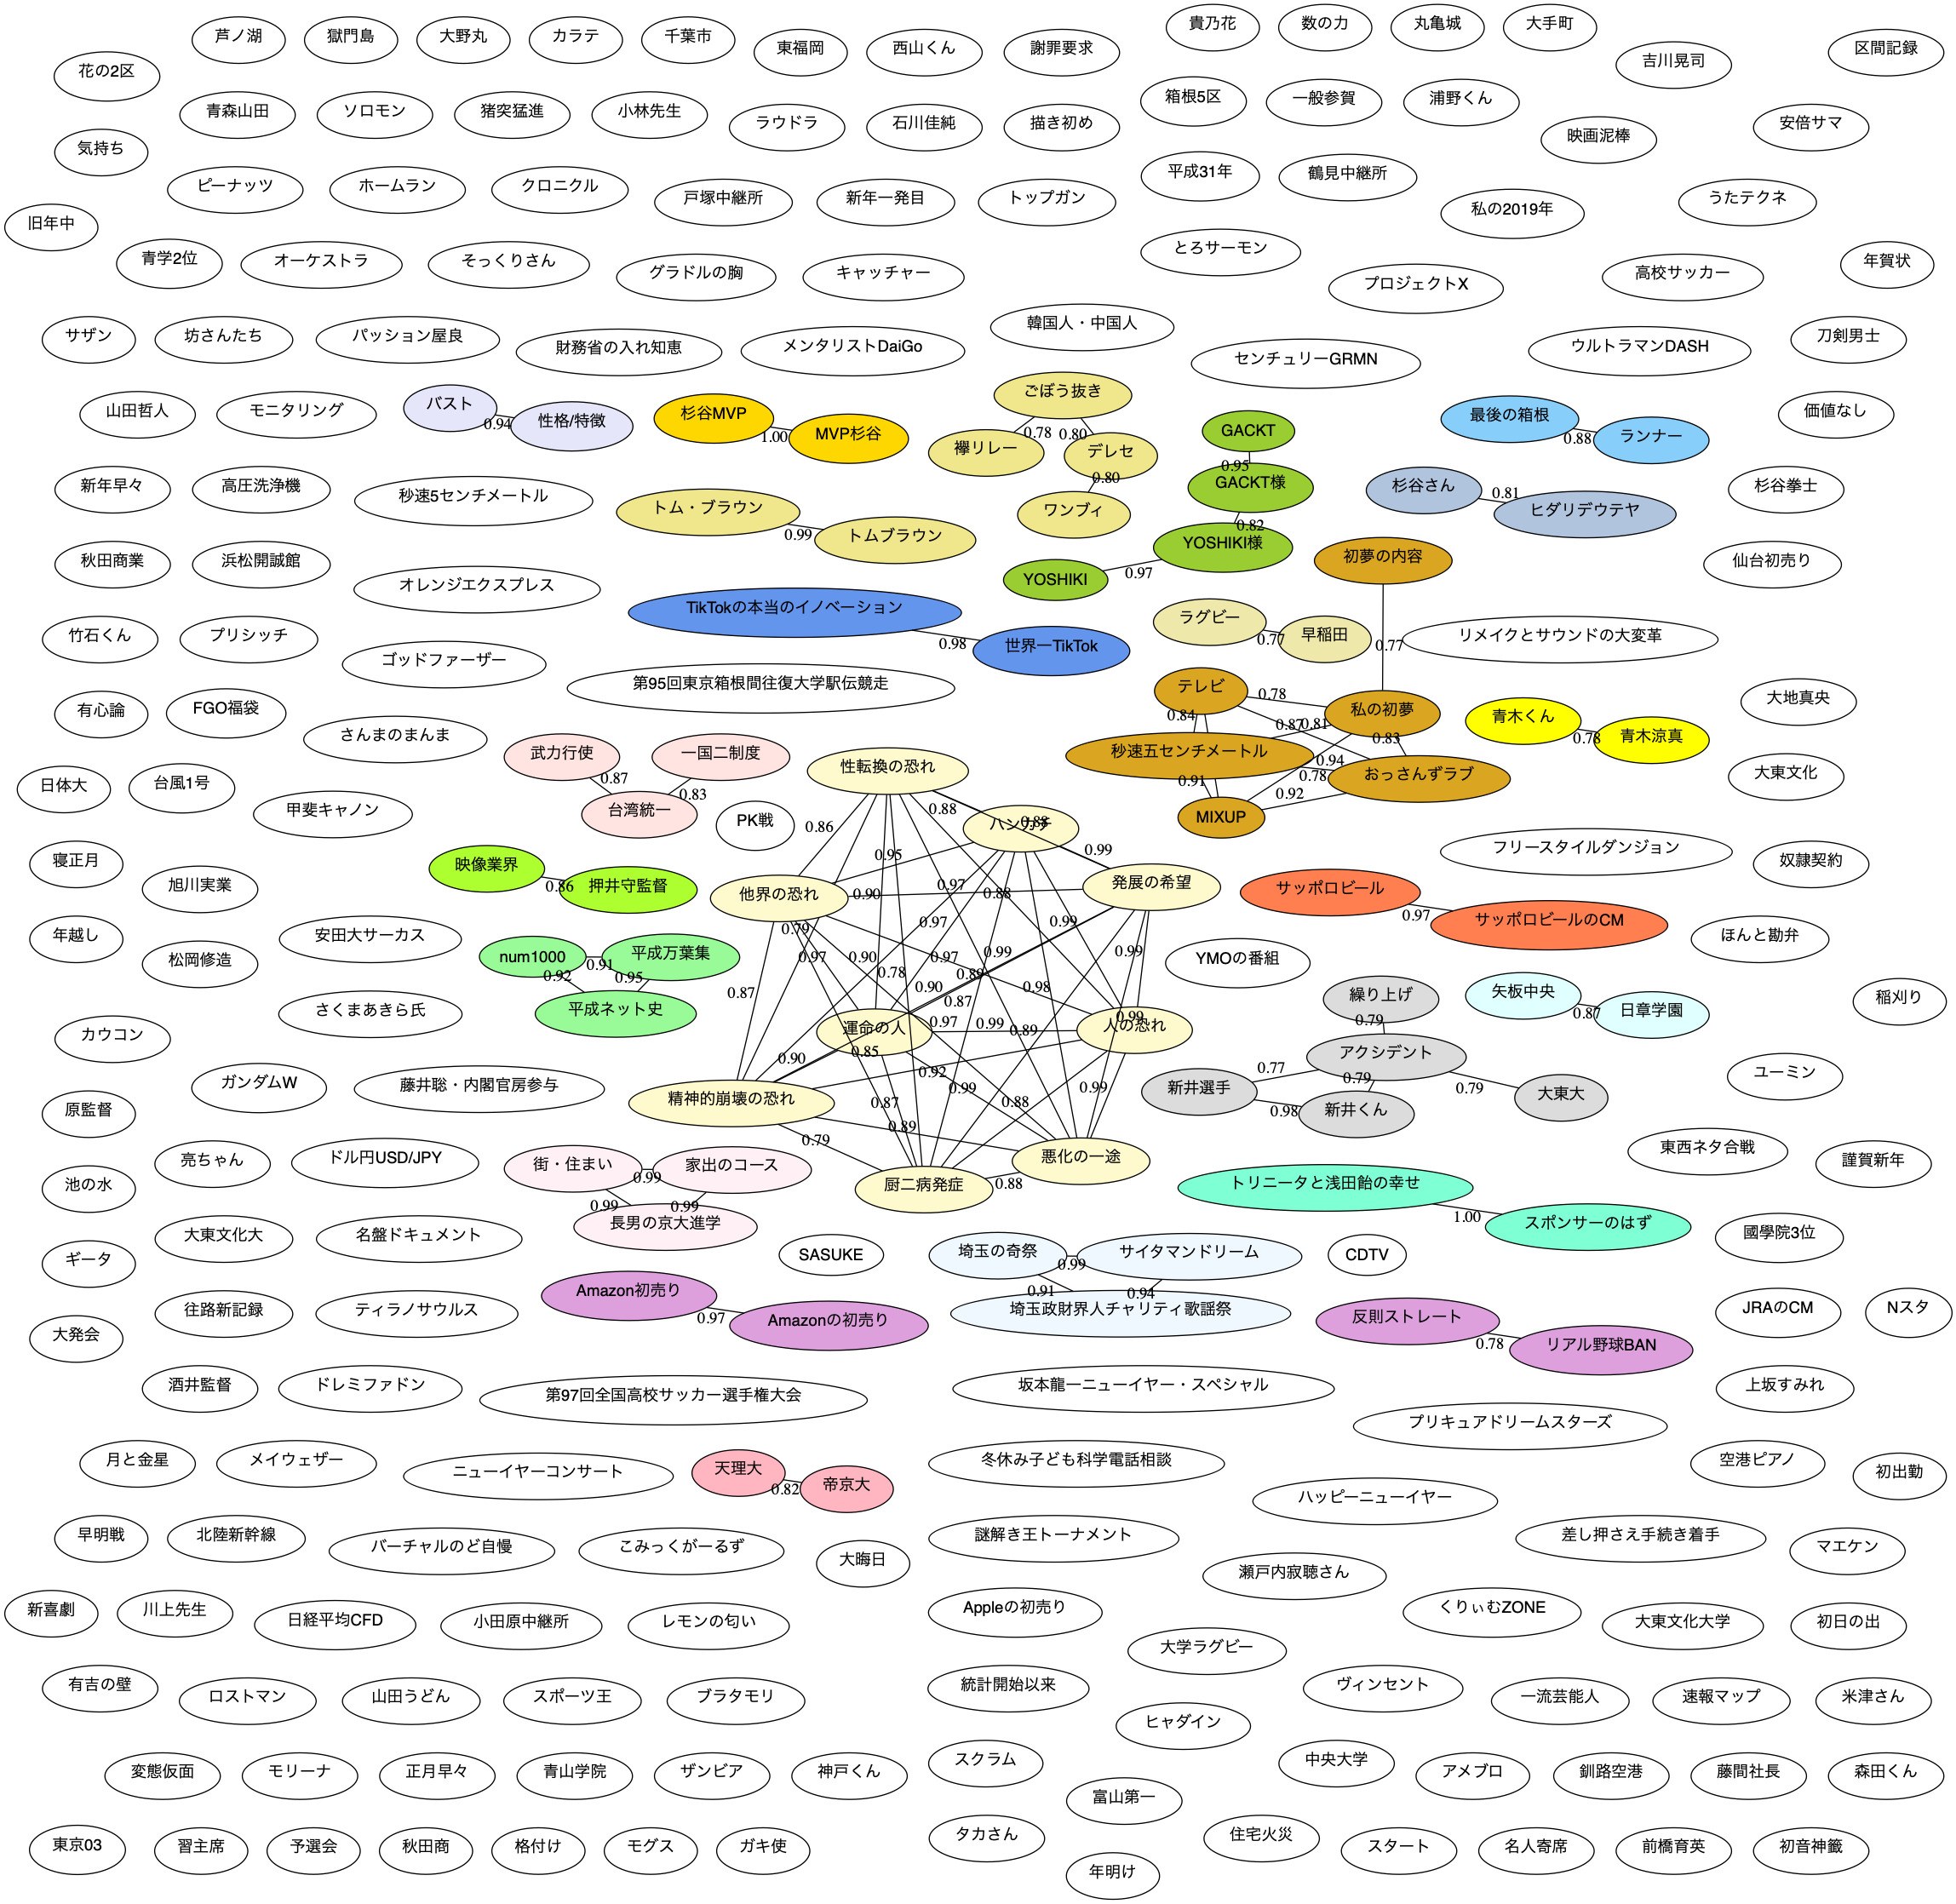 芦ノ湖
獄門島
大野丸
カラテ
千葉市
東福岡
西山くん
謝罪要求
貴乃花
数の力
丸亀城
大手町
吉川晃司
区間記録
花の2区
青森山田
ソロモン
猪突猛進
小林先生
ラウドラ
石川佳純
描き初め
箱根5区
一般参賀
浦野くん
映画泥棒
安倍サマ
気持ち
ピーナッツ
ホームラン
クロニクル
戸塚中継所
新年一発目
トップガン
平成31年
鶴見中継所
私の2019年
うたテクネ
旧年中
青学2位
オーケストラ
そっくりさん
グラドルの胸
キャッチャー
とろサーモン
プロジェクトX
高校サッカー
年賀状
サザン
坊さんたち
パッション屋良
財務省の入れ知恵
メンタリストDaiGo
韓国人・中国人
センチュリーGRMN
ウルトラマンDASH
刀剣男士
山田哲人
モニタリング
バスト
0.94
性格/特徴
杉谷MVP
1.00
MVP杉谷
ごぼう抜き
0.78
0.80
襷リレー
デレセ
0.80
ワンブィ
GACKT
0.95
GACKT様
0.82
YOSHIKI様
0.97
YOSHIKI
最後の箱根
0.88
ランナー
価値なし
新年早々
高圧洗浄機
秒速5センチメートル
トム・ブラウン
0.99
トムブラウン
杉谷さん
0.81
ヒダリデウテヤ
杉谷拳士
秋田商業
浜松開誠館
オレンジエクスプレス
TikTokの本当のイノベーション
0.98
世界一TikTok
初夢の内容
0.77
仙台初売り
竹石くん
プリシッチ
ゴッドファーザー
第95回東京箱根間往復大学駅伝競走
ラグビー
0.77
早稲田
リメイクとサウンドの大変革
有心論
FGO福袋
さんまのまんま
テレビ
0.78
私の初夢
0.84
0.87
0.81
0.83
秒速五センチメートル
0.94
0.78
おっさんずラブ
0.91
0.92
MIXUP
青木くん
0.78
青木涼真
大地真央
武力行使
0.87
一国二制度
0.83
台湾統一
日体大
台風1号
甲斐キャノン
PK戦
大東文化
性転換の恐れ
0.86
0.88
ハンカチ
0.88
0.99
発展の希望
0.95
他界の恐れ
0.90
0.97
0.88
映像業界
0.86
押井守監督
寝正月
旭川実業
フリースタイルダンジョン
奴隷契約
サッポロビール
0.97
サッポロビールのCM
年越し
松岡修造
安田大サーカス
num1000
0.91
平成万葉集
0.92
0.95
平成ネット史
0.79
0.97
0.97
0.90
0.97
0.99
0.99
0.99
0.78
0.89
0.90
0.87
0.98
0.87
YMOの番組
ほんと勘弁
カウコン
さくまあきら氏
運命の人
0.97
0.99
0.89
0.99
人の恐れ
繰り上げ
0.79
アクシデント
0.77
0.79
0.79
新井選手
0.98
新井くん
大東大
矢板中央
0.87
日章学園
稲刈り
原監督
ガンダムW
藤井聡・内閣官房参与
精神的崩壊の恐れ
0.90
0.85
0.92
0.99
0.99
0.87
0.88
0.89
0.79
悪化の一途
0.88
厨二病発症
ユーミン
池の水
亮ちゃん
ドル円USD/JPY
街・住まい
0.99
家出のコース
0.99
0.99
長男の京大進学
トリニータと浅田飴の幸せ
1.00
スポンサーのはず
東西ネタ合戦
謹賀新年
ギータ
大東文化大
名盤ドキュメント
SASUKE
埼玉の奇祭
0.99
サイタマンドリーム
0.91
0.94
埼玉政財界人チャリティ歌謡祭
CDTV
國學院3位
大発会
往路新記録
ティラノサウルス
Amazon初売り
0.97
Amazonの初売り
反則ストレート
0.78
リアル野球BAN
JRAのCM
Nスタ
酒井監督
ドレミファドン
第97回全国高校サッカー選手権大会
坂本龍一ニューイヤー・スペシャル
プリキュアドリームスターズ
上坂すみれ
月と金星
メイウェザー
ニューイヤーコンサート
天理大
0.82
帝京大
冬休み子ども科学電話相談
ハッピーニューイヤー
空港ピアノ
初出勤
早明戦
北陸新幹線
バーチャルのど自慢
こみっくがーるず
大晦日
謎解き王トーナメント
瀬戸内寂聴さん
差し押さえ手続き着手
マエケン
新喜劇
川上先生
日経平均CFD
小田原中継所
レモンの匂い
Appleの初売り
大学ラグビー
くりぃむZONE
大東文化大学
初日の出
有吉の壁
ロストマン
山田うどん
スポーツ王
ブラタモリ
統計開始以来
ヒャダイン
ヴィンセント
一流芸能人
速報マップ
米津さん
変態仮面
モリーナ
正月早々
青山学院
ザンビア
神戸くん
スクラム
富山第一
中央大学
アメブロ
釧路空港
藤間社長
森田くん
東京03
習主席
予選会
秋田商
格付け
モグス
ガキ使
タカさん
年明け
住宅火災
スタート
名人寄席
前橋育英
初音神籤